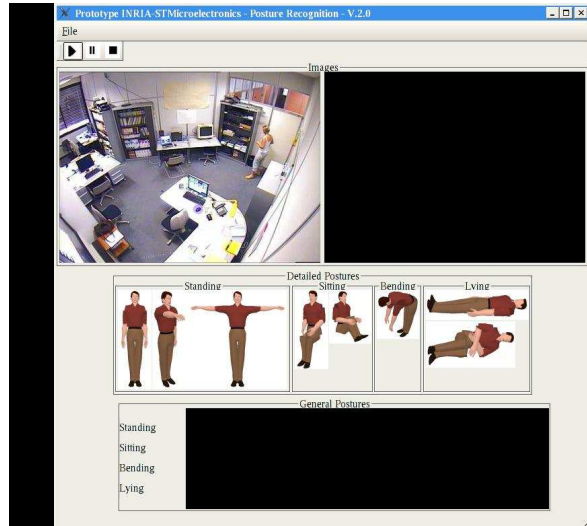 Prototype INRIA-STMicroelectronics - Posture Recognition - V.2.0
File
Images
Detailed Postures
Standing
Sitting
Bending
Lying
General Postures
Standing
Sitting
Bending
Lying